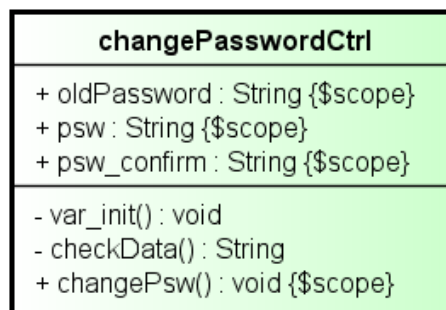 changePasswordCtrl
+ oldPassword : String {$scope}
+ psw : String {$scope}
+ psw_confirm : String {$scope}
- var_init() : void
- checkData() : String
+ changePsw() : void {$scope}